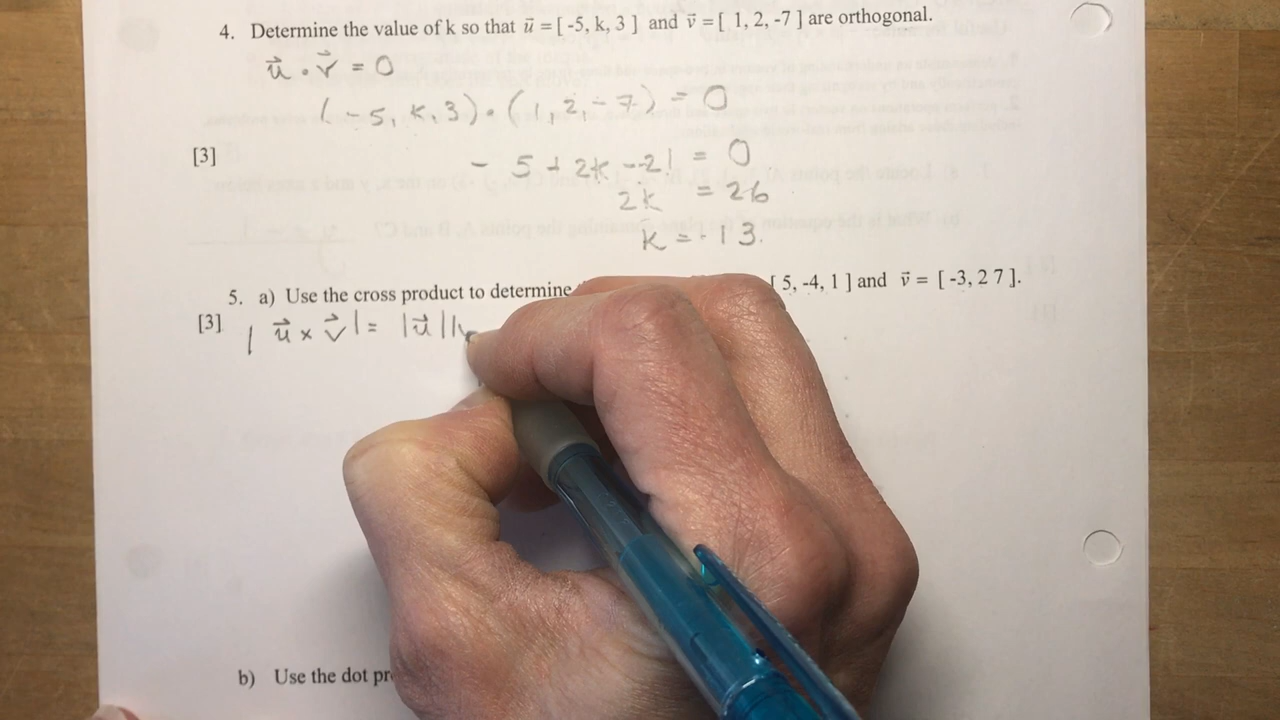 4. Determine the value of k so that u⃗ = [ -5, k, 3 ] and v⃗ = [ 1, 2, -7 ] are orthogonal.
u⃗ · v⃗ = 0
(-5, k, 3) · (1, 2, -7) = 0
[3]
- 5 + 2k - 21 = 0
2k = 26
k = 13.
5. a) Use the cross product to determine [ 5, -4, 1 ] and v⃗ = [ -3, 2 7 ].
[3] | u⃗ × v⃗ | = |u⃗||v
b) Use the dot